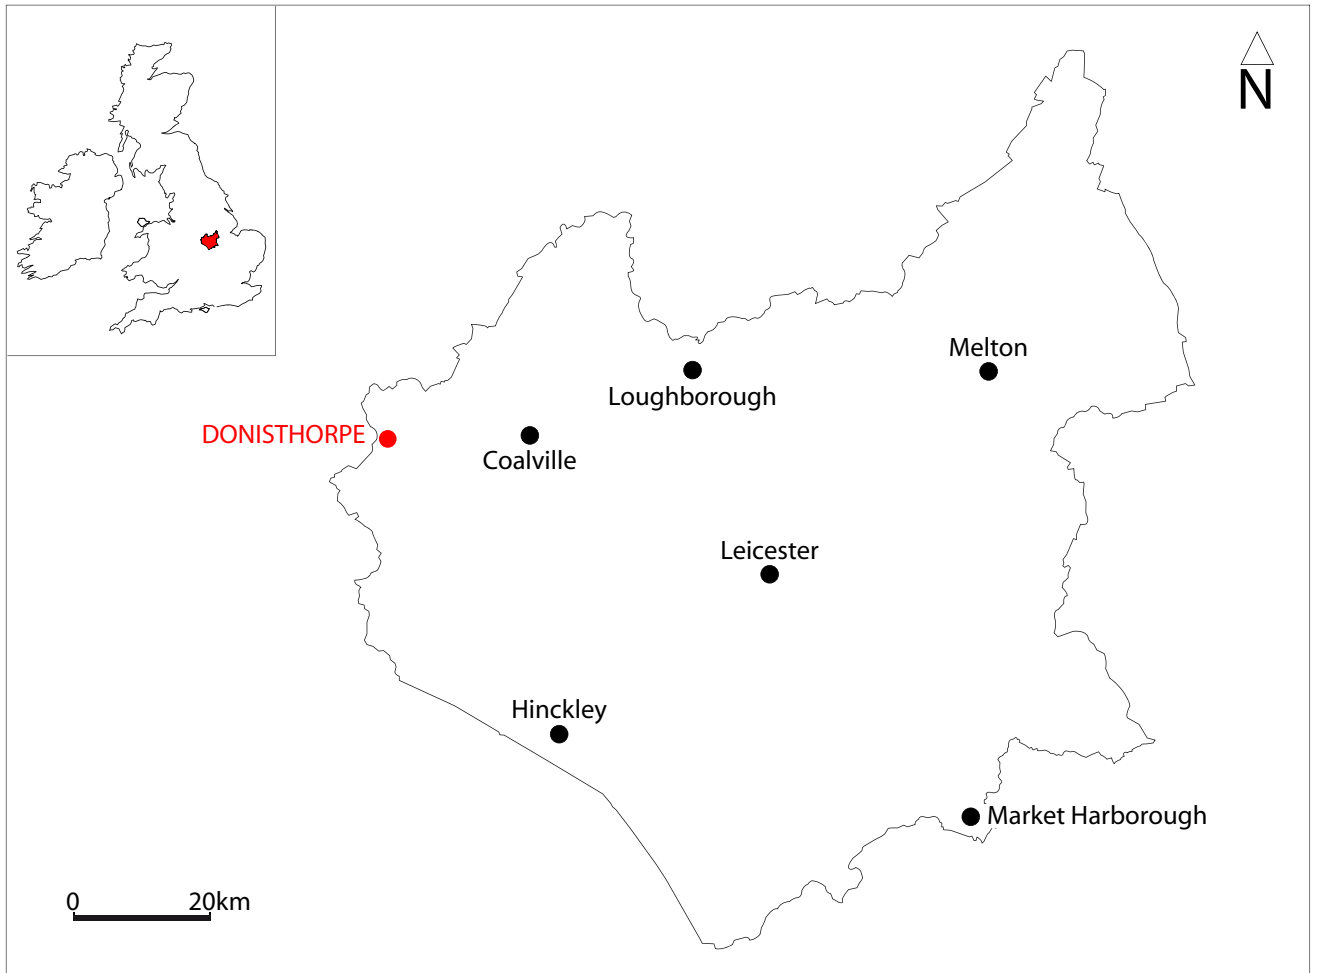 N
Melton
Loughborough
DONISTHORPE
Coalville
Leicester
Hinckley
Market Harborough
0 20km